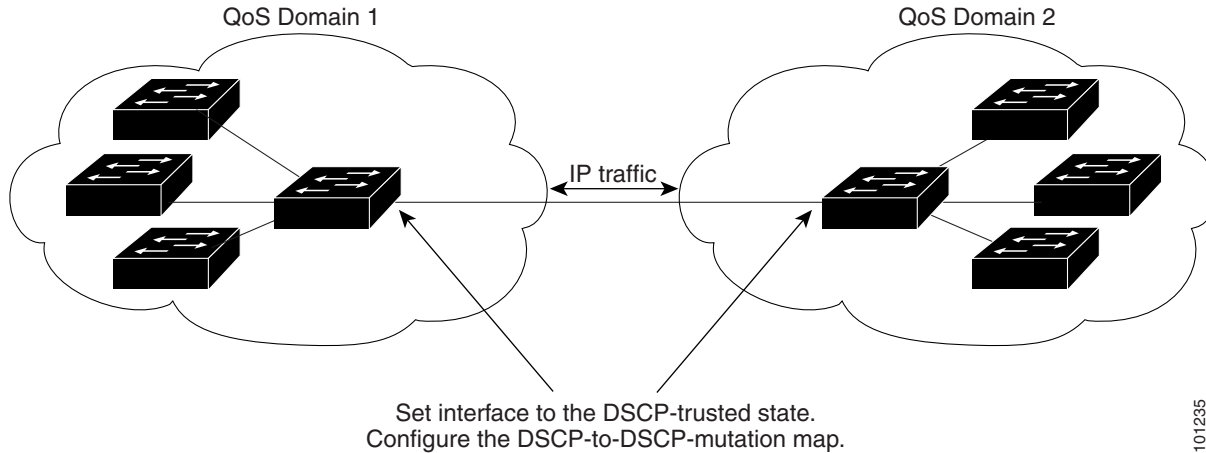 QoS Domain 1
QoS Domain 2
IP traffic
Set interface to the DSCP-trusted state.
Configure the DSCP-to-DSCP-mutation map.
101235